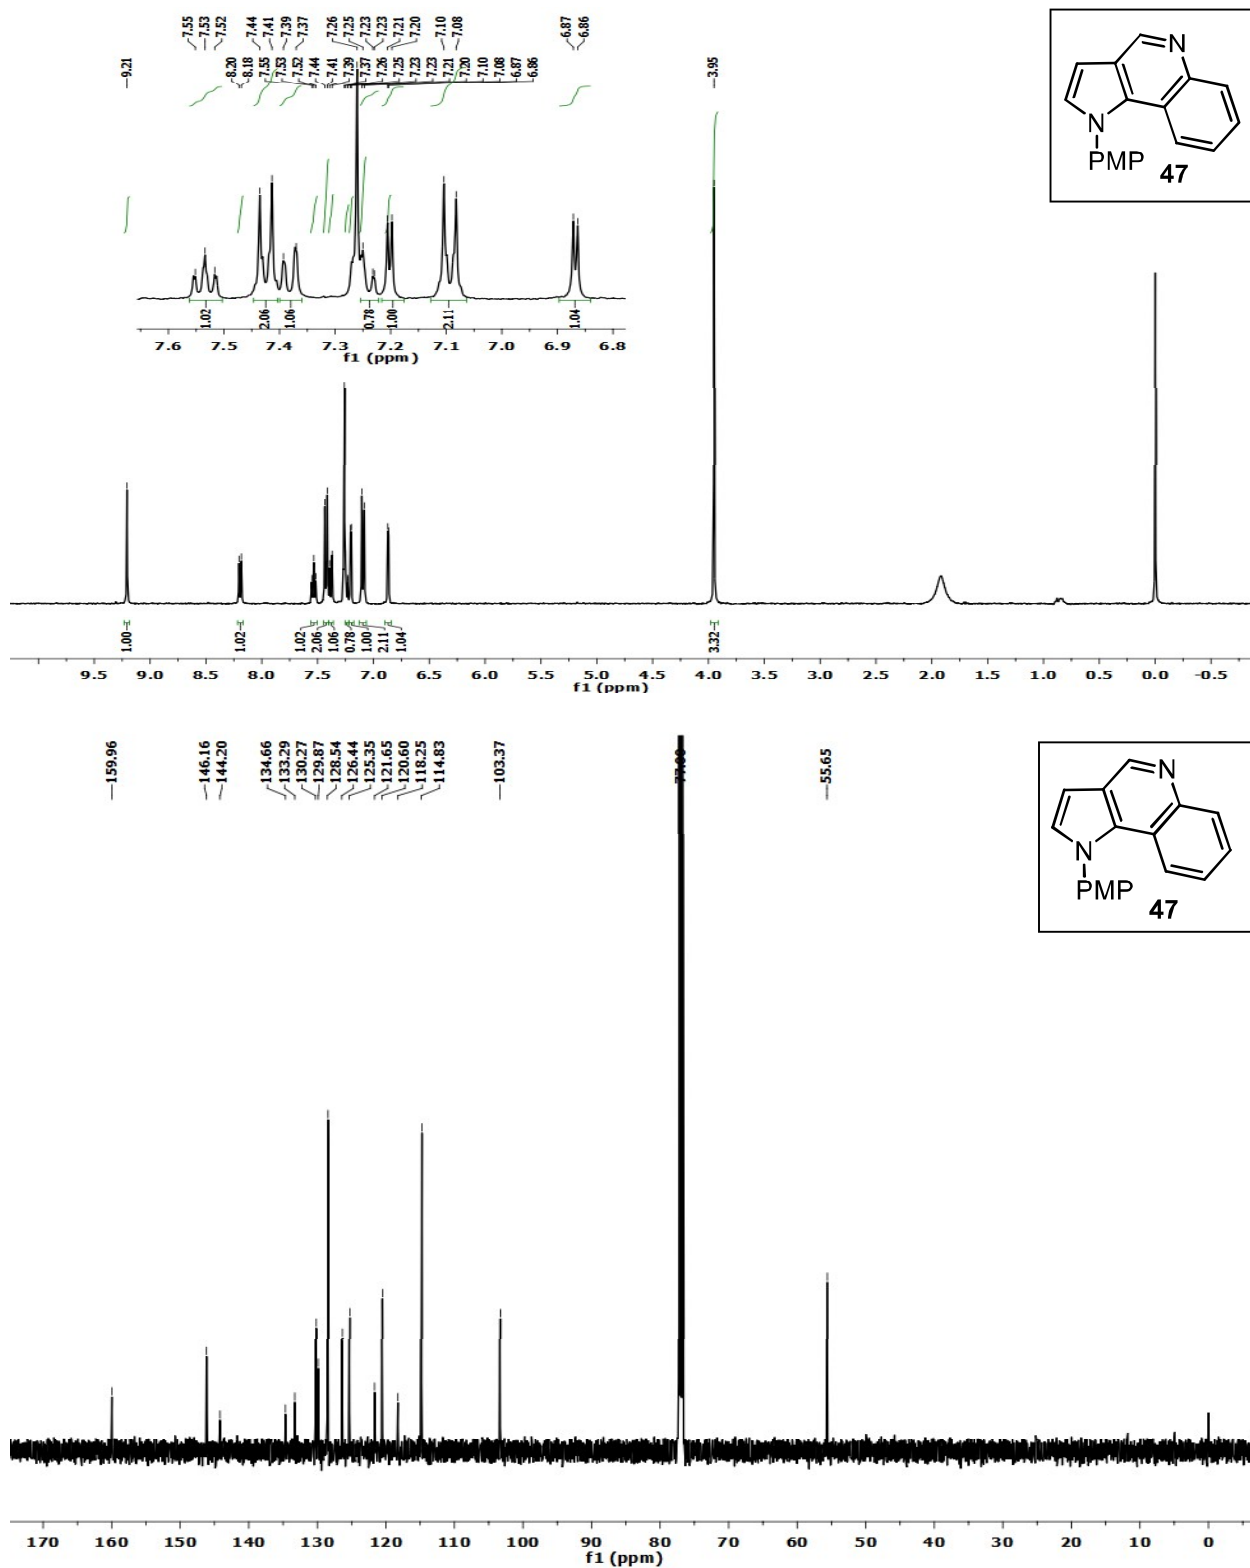 7.55 7.53 7.52 7.44 7.41 7.39 7.37 7.26 7.25 7.23 7.23 7.21 7.20 7.10 7.08 6.87 6.86
9.21 8.20 8.18 7.55 7.53 7.52 7.44 7.41 7.39 7.37 7.26 7.25 7.23 7.23 7.21 7.20 7.10 7.08 6.87 6.86 3.95
N
N
PMP
47
1.02 2.06 1.06 0.78 1.00 2.11 1.04
7.6 7.5 7.4 7.3 7.2 7.1 7.0 6.9 6.8
f1 (ppm)
1.00 1.02 1.02 2.06 1.06 0.78 1.00 2.11 1.04 3.32
9.5 9.0 8.5 8.0 7.5 7.0 6.5 6.0 5.5 5.0 4.5 4.0 3.5 3.0 2.5 2.0 1.5 1.0 0.5 0.0 -0.5
f1 (ppm)
159.96 146.16 144.20 134.66 133.29 130.27 129.87 128.54 126.44 125.35 121.65 120.60 118.25 114.83 103.37 77.00 55.65
N
N
PMP
47
170 160 150 140 130 120 110 100 90 80 70 60 50 40 30 20 10 0
f1 (ppm)